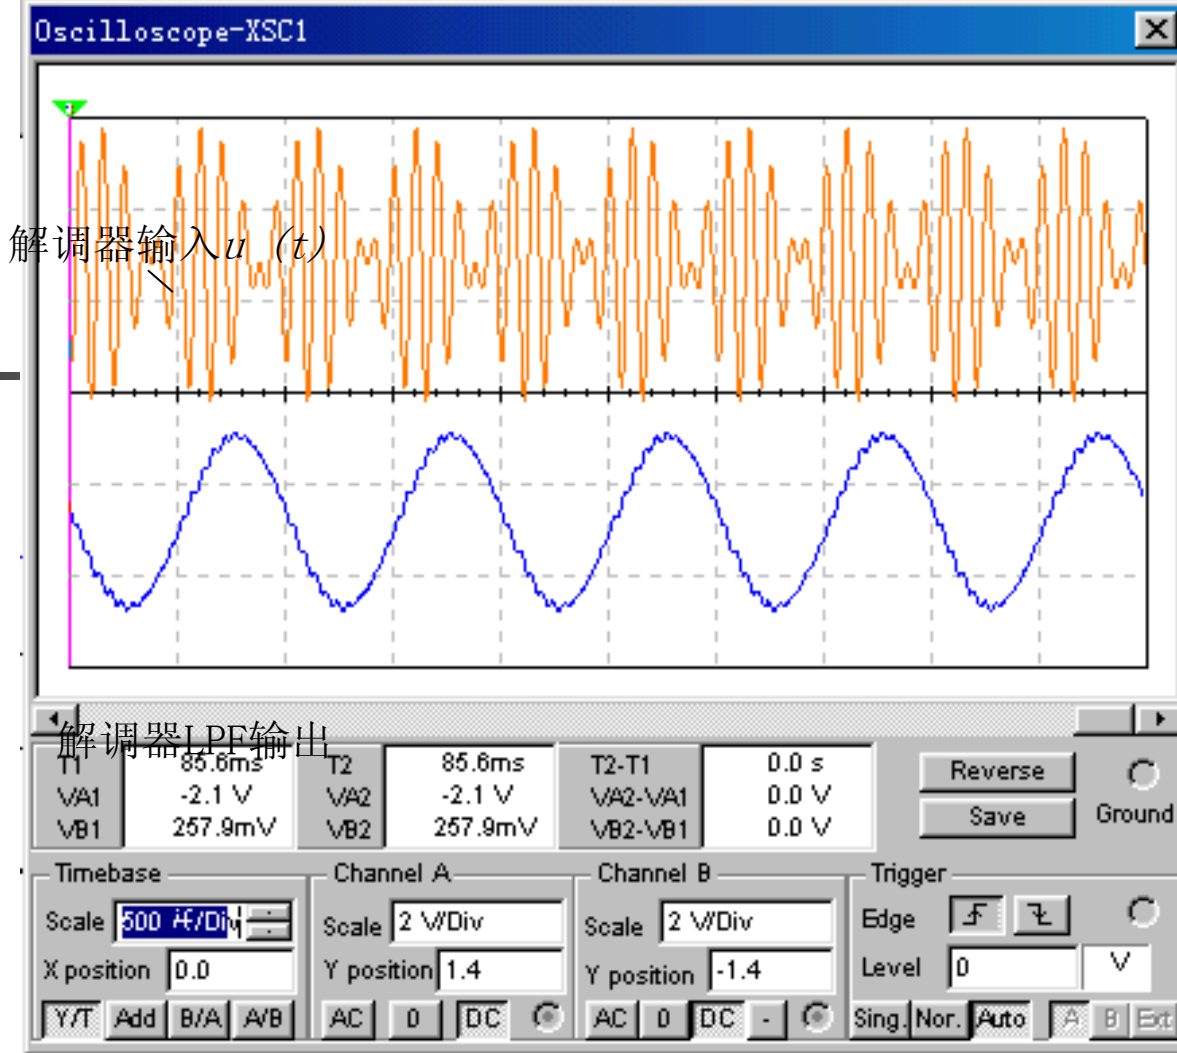 Oscilloscope-XSC1
解调器输入u (t)
解调器LPF输出
T1 85.6ms T2 85.6ms T2-T1 0.0 s
VA1 -2.1 V VA2 -2.1 V VA2-VA1 0.0 V
VB1 257.9mV VB2 257.9mV VB2-VB1 0.0 V
Reverse
Save
Ground
Timebase
Scale 500 /Div
X position 0.0
Y/T Add B/A A/B
Channel A
Scale 2 V/Div
Y position 1.4
AC 0 DC
Channel B
Scale 2 V/Div
Y position -1.4
AC 0 DC -
Trigger
Edge
Level 0 V
Sing. Nor. Auto A B Ext